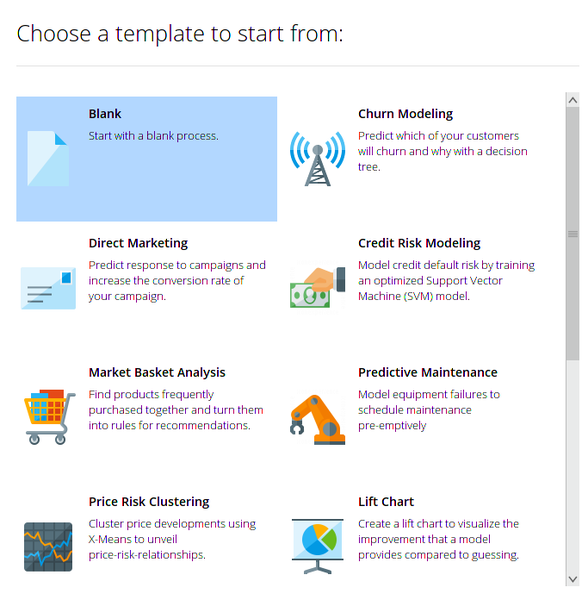 Choose a template to start from:
Blank
Start with a blank process.
Churn Modeling
Predict which of your customers
will churn and why with a decision
tree.
Direct Marketing
Predict response to campaigns and
increase the conversion rate of
your campaign.
Credit Risk Modeling
Model credit default risk by training
an optimized Support Vector
Machine (SVM) model.
Market Basket Analysis
Find products frequently
purchased together and turn them
into rules for recommendations.
Predictive Maintenance
Model equipment failures to
schedule maintenance
pre-emptively
Price Risk Clustering
Cluster price developments using
X-Means to unveil
price-risk-relationships.
Lift Chart
Create a lift chart to visualize the
improvement that a model
provides compared to guessing.